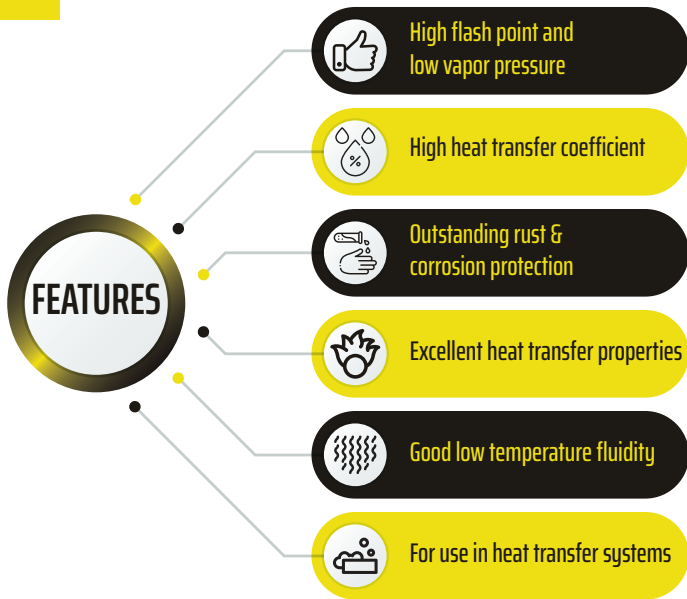 FEATURES
High flash point and
low vapor pressure
%
High heat transfer coefficient
Outstanding rust &
corrosion protection
Excellent heat transfer properties
Good low temperature fluidity
For use in heat transfer systems